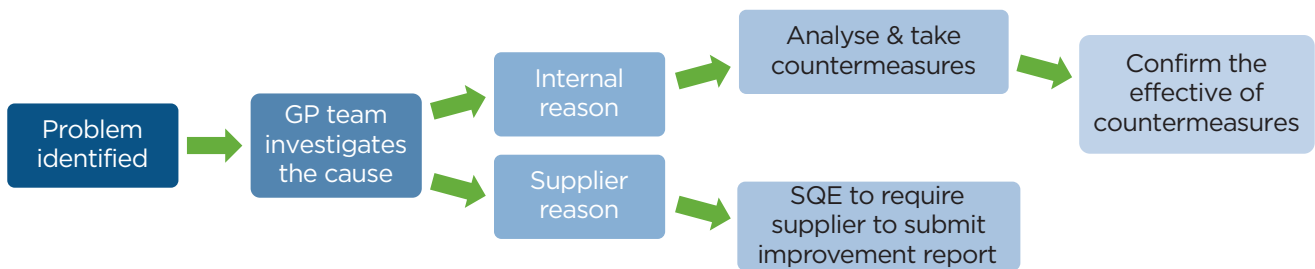 Problem
identified
GP team
investigates
the cause
Internal
reason
Supplier
reason
Analyse & take
countermeasures
SQE to require
supplier to submit
improvement report
Confirm the
effective of
countermeasures